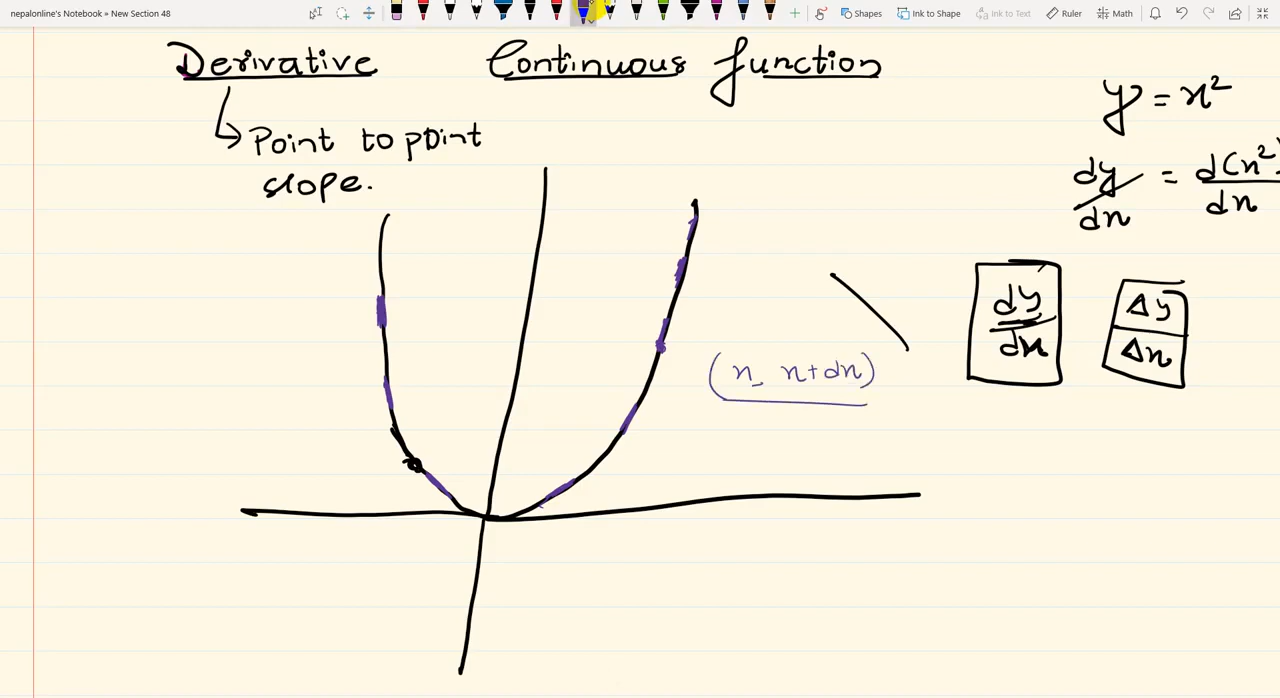 nepalonline's Notebook » New Section 48
Shapes Ink to Shape Ink to Text Ruler Math
Derivative Continuous function
Point to point
slope.
y = x²
dy/dx = d(x²)/dx
dy/dx Δy/Δx
(x, x+dx)